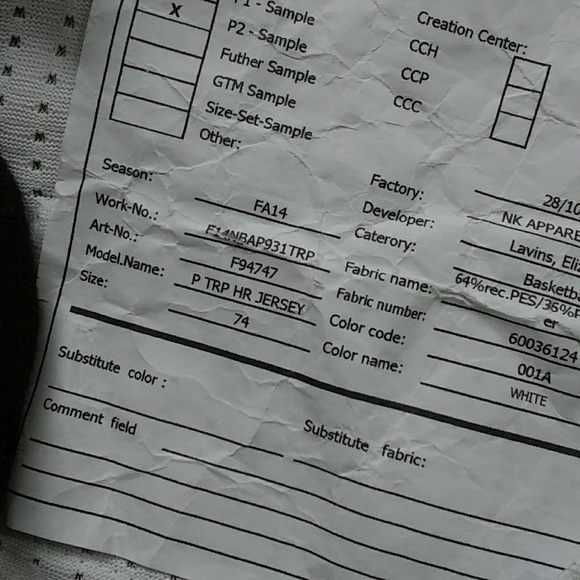 X
- Sample
P2 - Sample
Futher Sample
GTM Sample
Size-Set-Sample
Other:
Creation Center:
CCH
CCP
CCC
Season: FA14
Work-No.: F14NBAP931TRP
Art-No.: F94747
Model.Name: P TRP HR JERSEY
Size: 74
Factory: 28/10
Developer: NK APPARE
Caterory: Lavins, Eli
Fabric name: Basketb
Fabric number: 64%rec.PES/36%
er
Color code: 60036124
Color name: 001A
WHITE
Substitute color :
Substitute fabric:
Comment field